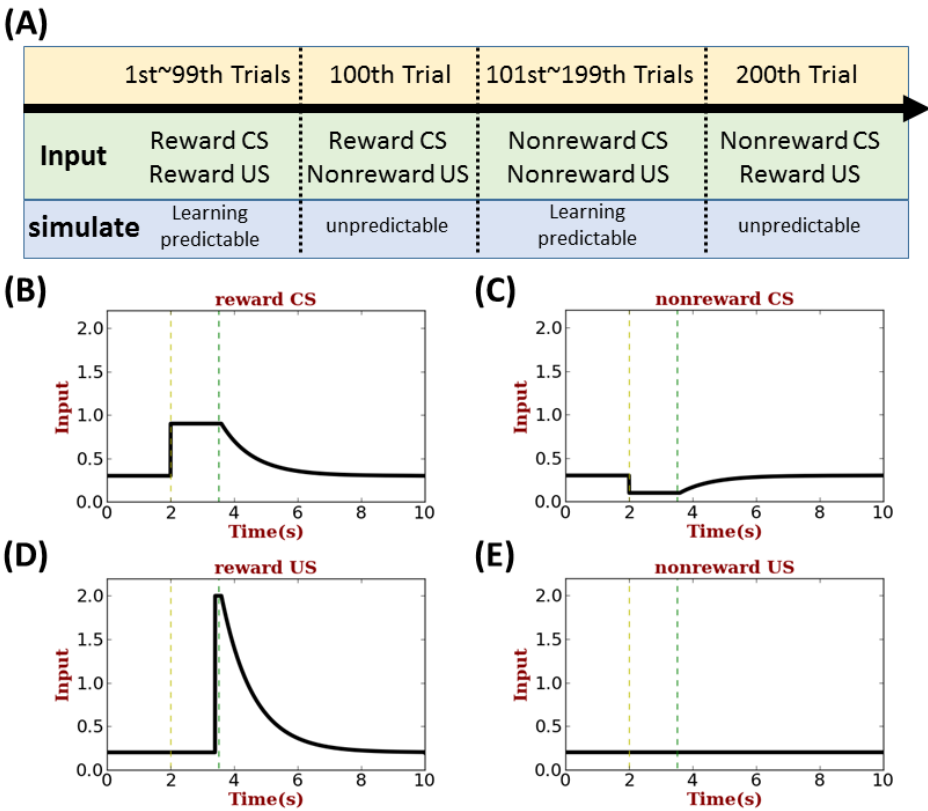 (A)
1st~99th Trials 100th Trial 101st~199th Trials 200th Trial
Input
Reward CS Reward CS Nonreward CS Nonreward CS
Reward US Nonreward US Nonreward US Reward US
simulate
Learning predictable unpredictable Learning predictable unpredictable
(B)
reward CS
2.0
1.5
1.0
0.5
0.0
Input
0 2 4 6 8 10
Time(s)
(C)
nonreward CS
2.0
1.5
1.0
0.5
0.0
Input
0 2 4 6 8 10
Time(s)
(D)
reward US
2.0
1.5
1.0
0.5
0.0
Input
0 2 4 6 8 10
Time(s)
(E)
nonreward US
2.0
1.5
1.0
0.5
0.0
Input
0 2 4 6 8 10
Time(s)